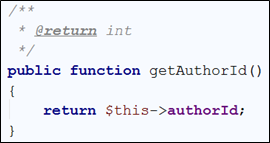 /**
 * @return int
 */
public function getAuthorId()
{
    return $this->authorId;
}